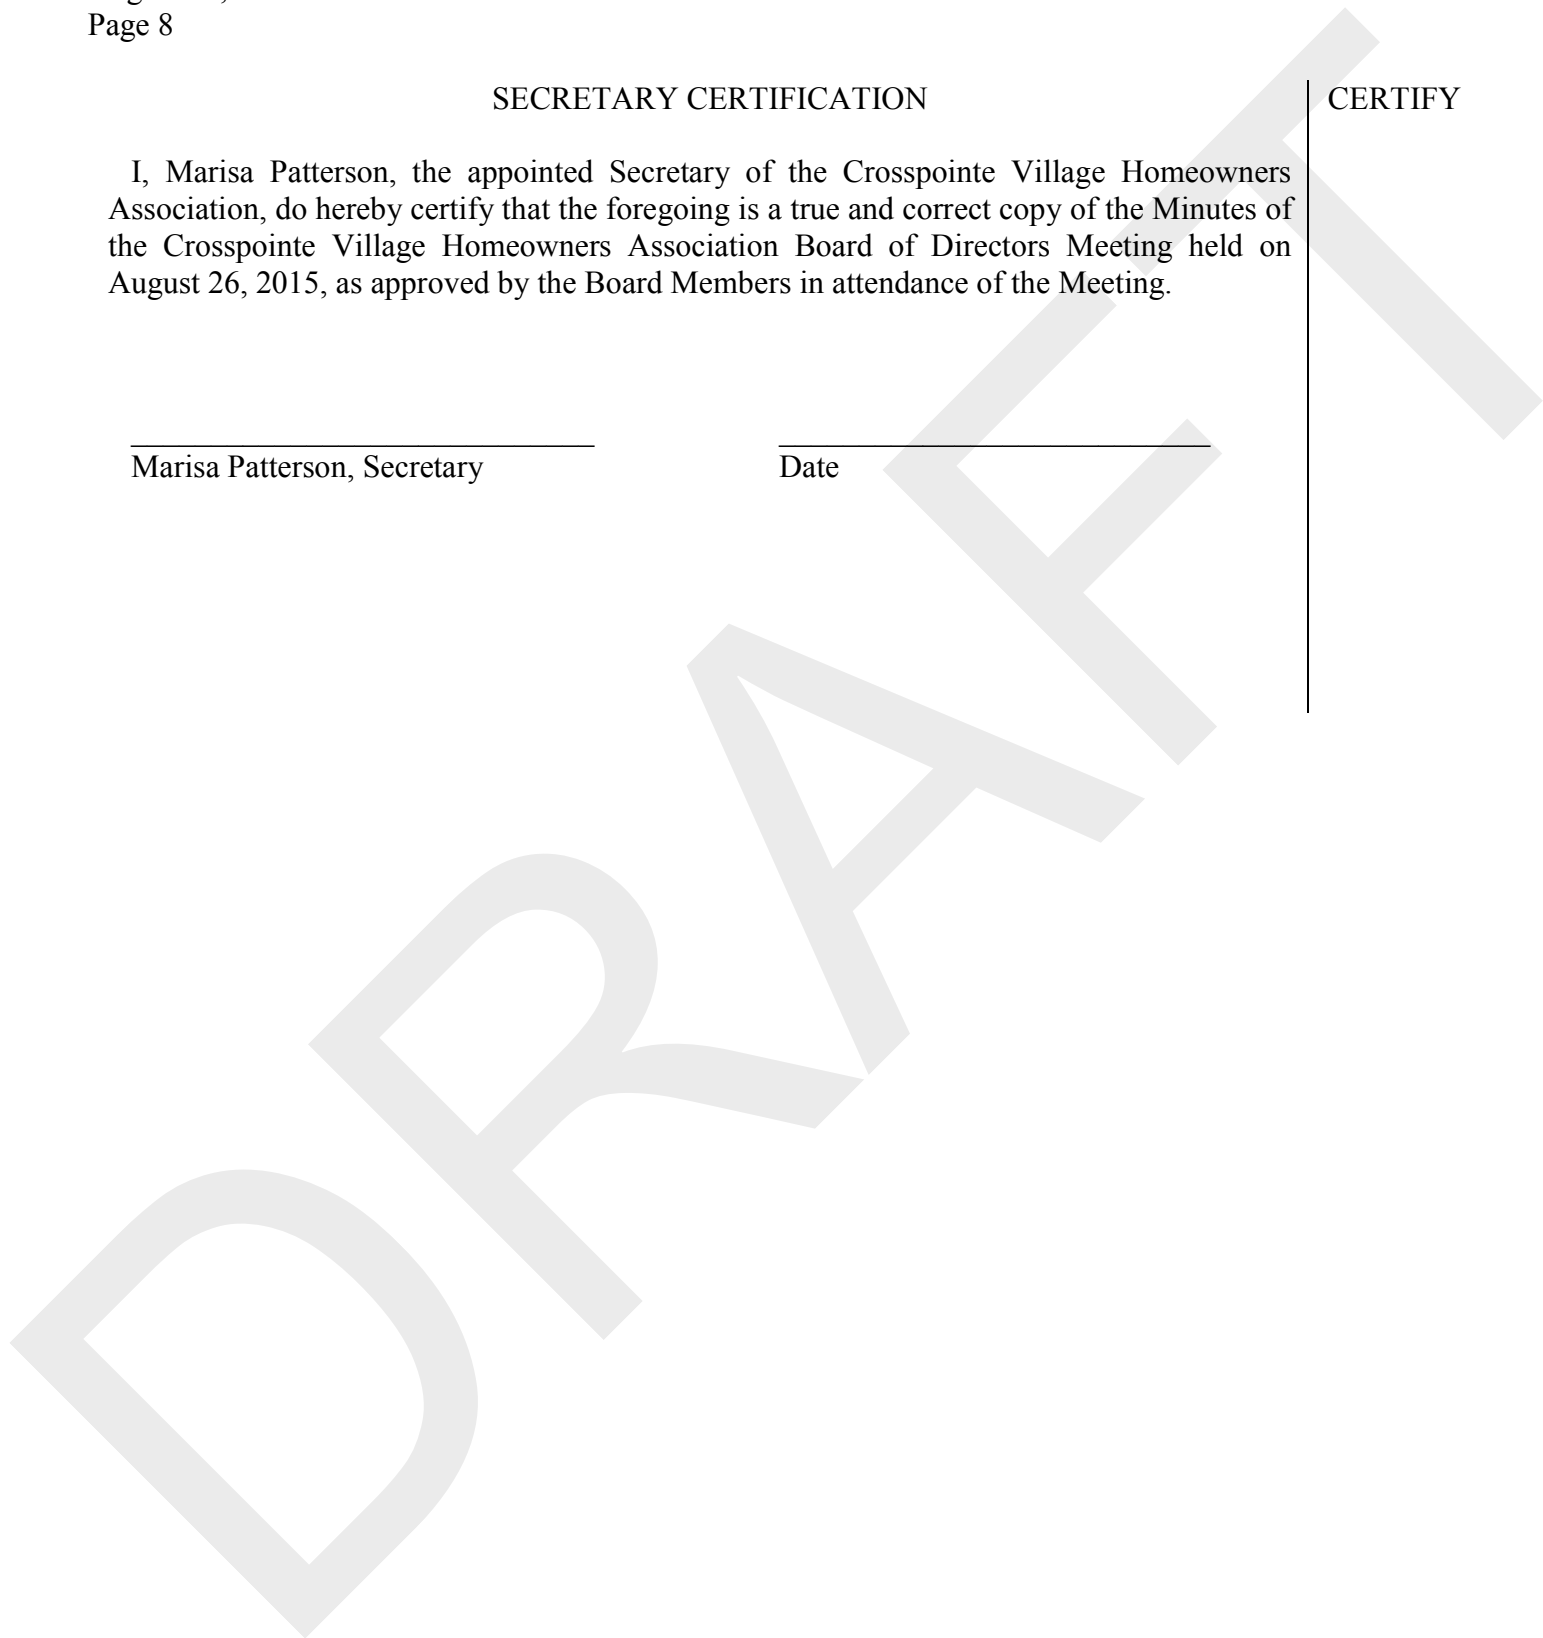 Page 8
SECRETARY CERTIFICATION
CERTIFY
I, Marisa Patterson, the appointed Secretary of the Crosspointe Village Homeowners
Association, do hereby certify that the foregoing is a true and correct copy of the Minutes of
the Crosspointe Village Homeowners Association Board of Directors Meeting held on
August 26, 2015, as approved by the Board Members in attendance of the Meeting.
Marisa Patterson, Secretary
Date
DRAFT